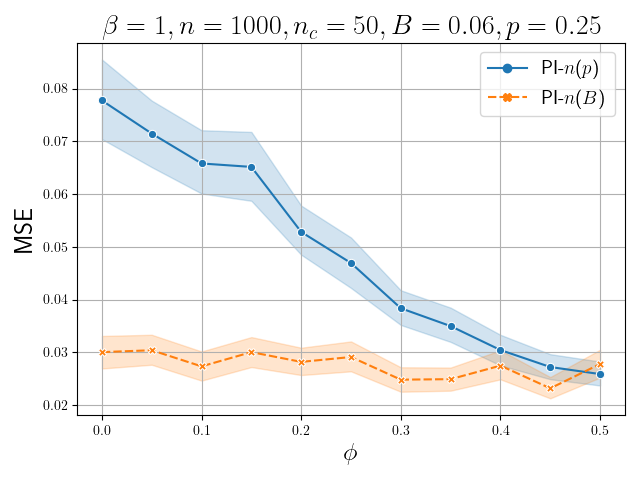 β = 1, n = 1000, n_c = 50, B = 0.06, p = 0.25
PI-n(p)
PI-n(B)
MSE
0.08
0.07
0.06
0.05
0.04
0.03
0.02
0.0 0.1 0.2 0.3 0.4 0.5
ϕ